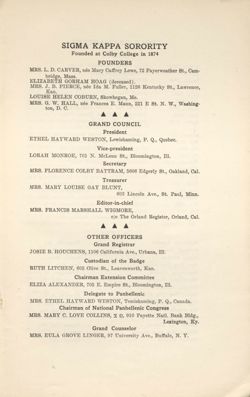 SIGMA KAPPA SORORITY
Founded at Colby College in 1874
FOUNDERS
MRS. L. D. CARVER, née Mary Caffrey Lowe, 72 Payerweather St., Cambridge, Mass.
ELIZABETH GORHAM HOAG (deceased).
MRS. J. B. PIERCE, née Ida M. Fuller, 1126 Kentucky St., Lawrence, Kan.
LOUISE HELEN COBURN, Skowhegan, Me.
MRS. G. W. HALL, née Frances E. Mann, 221 E St. N. W., Washington, D. C.
GRAND COUNCIL
President
ETHEL HAYWARD WESTON, P. Q., Quebec.
Vice-president
LORAH MONROE, 702 N. McLean St., Bloomington, Ill.
Secretary
MRS. FLORENCE COLBY BATTRAM, Edgerly St., Oakland, Cal.
Treasurer
MRS. MARY LOUISE GAY BLUNT,
Lincoln Ave., St. Paul, Minn.
Editor-in-chief
MRS. FRANCIS MARSHALL WIGMORE,
c/o The Orland Register, Orland, Cal.
OTHER OFFICERS
Grand Registrar
JOSIE B. HOUCHENS, 1106 California Ave., Urbana, Ill.
Custodian of the Badge
RUTH LITCHEN, 603 Olive St., Leavenworth, Kan.
Chairman Extension Committee
ELIZA ALEXANDER, 703 E. Empire St., Bloomington, Ill.
Delegate to Panhellenic
MRS. ETHEL HAYWARD WESTON, P. Q., Canada.
Chairman of National Panhellenic Congress
MRS. MARY C. LOVE COLLINS, Χ Ω, 910 Fayette Natl. Bank Bldg.,
Lexington, Ky.
Grand Counselor
MRS. EULA GROVE LINGER, 97 University Ave., Buffalo, N. Y.